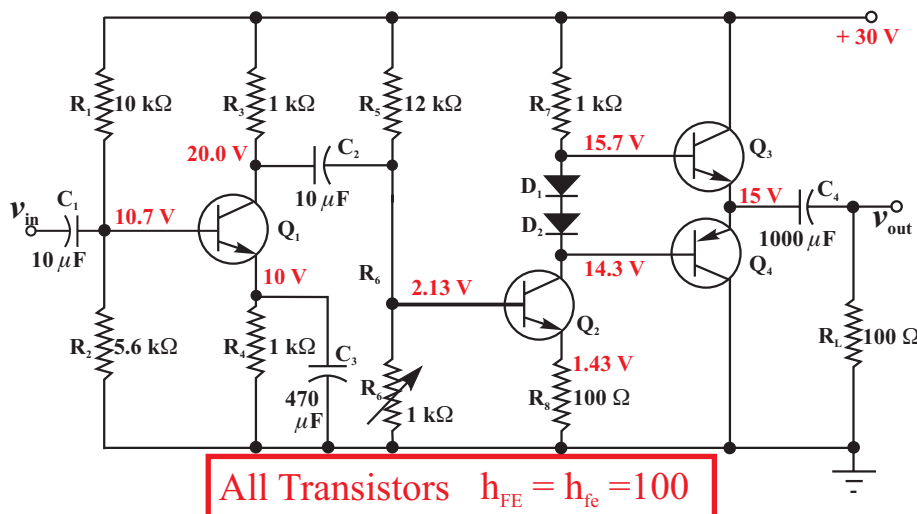 + 30 V
R1 10 kΩ
R3 1 kΩ
R5 12 kΩ
R7 1 kΩ
20.0 V
C2
10 μF
15.7 V
Q3
D1
D2
C1
vin
10 μF
10.7 V
Q1
15 V
C4
1000 μF
vout
10 V
R6
2.13 V
14.3 V
Q4
Q2
R2 5.6 kΩ
R4 1 kΩ
C3
470 μF
R6 1 kΩ
1.43 V
R8 100 Ω
RL 100 Ω
All Transistors hFE = hfe =100